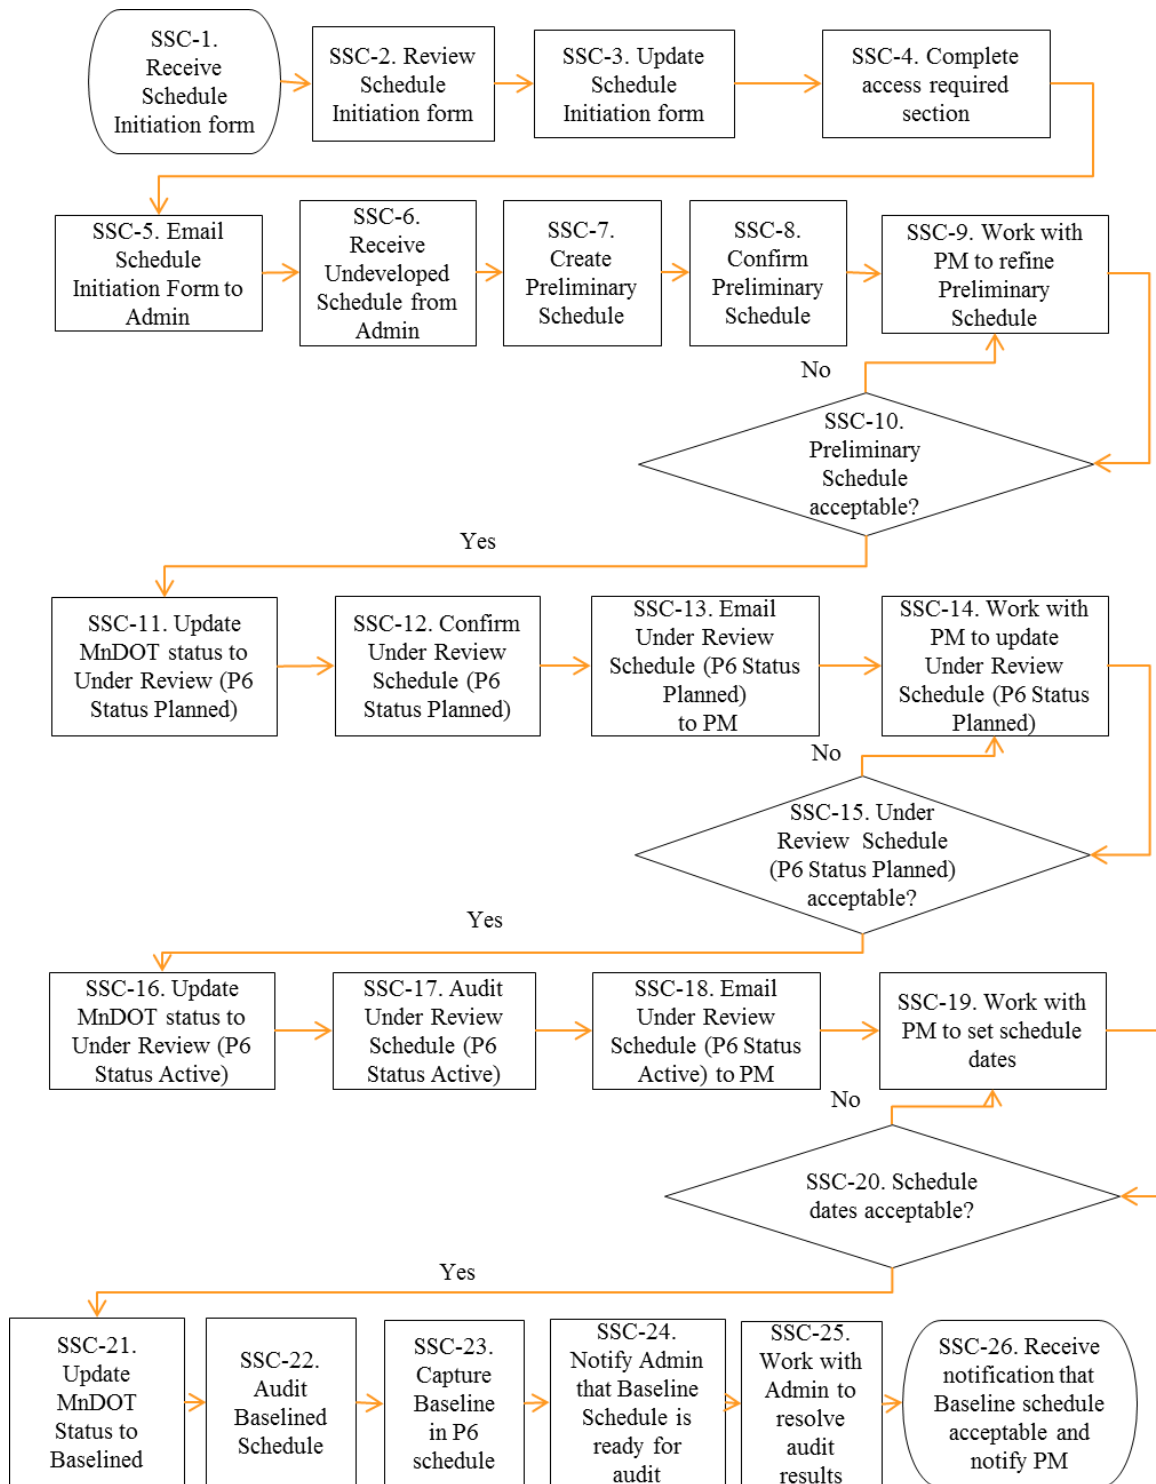 SSC-1.
Receive
Schedule
Initiation form
SSC-2. Review
Schedule
Initiation form
SSC-3. Update
Schedule
Initiation form
SSC-4. Complete
access required
section
SSC-5. Email
Schedule
Initiation Form to
Admin
SSC-6.
Receive
Undeveloped
Schedule from
Admin
SSC-7.
Create
Preliminary
Schedule
SSC-8.
Confirm
Preliminary
Schedule
SSC-9. Work with
PM to refine
Preliminary
Schedule
No
SSC-10.
Preliminary
Schedule
acceptable?
Yes
SSC-11. Update
MnDOT status to
Under Review (P6
Status Planned)
SSC-12. Confirm
Under Review
Schedule (P6
Status Planned)
SSC-13. Email
Under Review
Schedule (P6 Status
Planned)
to PM
SSC-14. Work with
PM to update
Under Review
Schedule (P6 Status
Planned)
No
SSC-15. Under
Review Schedule
(P6 Status Planned)
acceptable?
Yes
SSC-16. Update
MnDOT status to
Under Review (P6
Status Active)
SSC-17. Audit
Under Review
Schedule (P6
Status Active)
SSC-18. Email
Under Review
Schedule (P6 Status
Active) to PM
SSC-19. Work with
PM to set schedule
dates
No
SSC-20. Schedule
dates acceptable?
Yes
SSC-21.
Update
MnDOT
Status to
Baselined
SSC-22.
Audit
Baselined
Schedule
SSC-23.
Capture
Baseline
in P6
schedule
SSC-24.
Notify Admin
that Baseline
Schedule is
ready for
audit
SSC-25.
Work with
Admin to
resolve
audit
results
SSC-26. Receive
notification that
Baseline schedule
acceptable and
notify PM